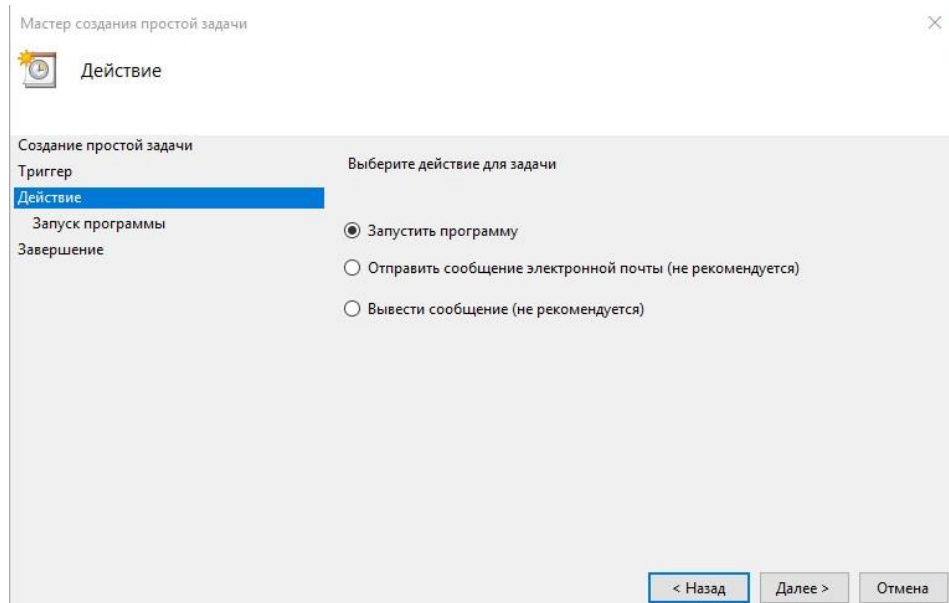 Мастер создания простой задачи
Действие
Создание простой задачи
Триггер
Действие
Запуск программы
Завершение
Выберите действие для задачи
Запустить программу
Отправить сообщение электронной почты (не рекомендуется)
Вывести сообщение (не рекомендуется)
< Назад
Далее >
Отмена